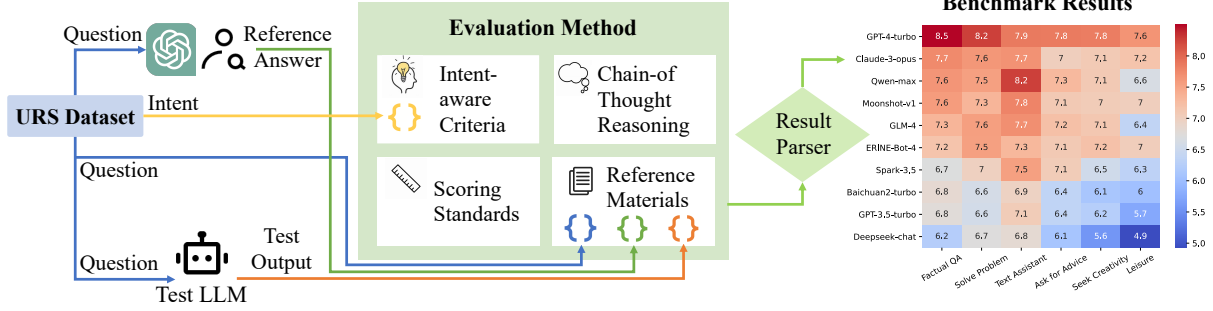 Benchmark Results
Question
Reference
Answer
Evaluation Method
Intent-
aware
Criteria
{ }
Chain-of
Thought
Reasoning
URS Dataset
Intent
Question
Scoring
Standards
Reference
Materials
{ } { } { }
Question
Test LLM
Test
Output
Result
Parser
GPT-4-turbo 8.5 8.2 7.9 7.8 7.8 7.6
Claude-3-opus 7.7 7.6 7.7 7 7.1 7.2
Qwen-max 7.6 7.5 8.2 7.3 7.1 6.6
Moonshot-v1 7.6 7.3 7.8 7.1 7 7
GLM-4 7.3 7.6 7.7 7.2 7.1 6.4
ERINE-Bot-4 7.2 7.5 7.3 7.1 7.2 7
Spark-3,5 6.7 7 7.5 7.1 6.5 6.3
Baichuan2-turbo 6.8 6.6 6.9 6.4 6.1 6
GPT-3.5-turbo 6.8 6.6 7.1 6.4 6.2 5.7
Deepseek-chat 6.2 6.7 6.8 6.1 5.6 4.9
Factual QA
Solve Problem
Text Assistant
Ask for Advice
Seek Creativity
Leisure
8.5
8.0
7.5
7.0
6.5
6.0
5.5
5.0